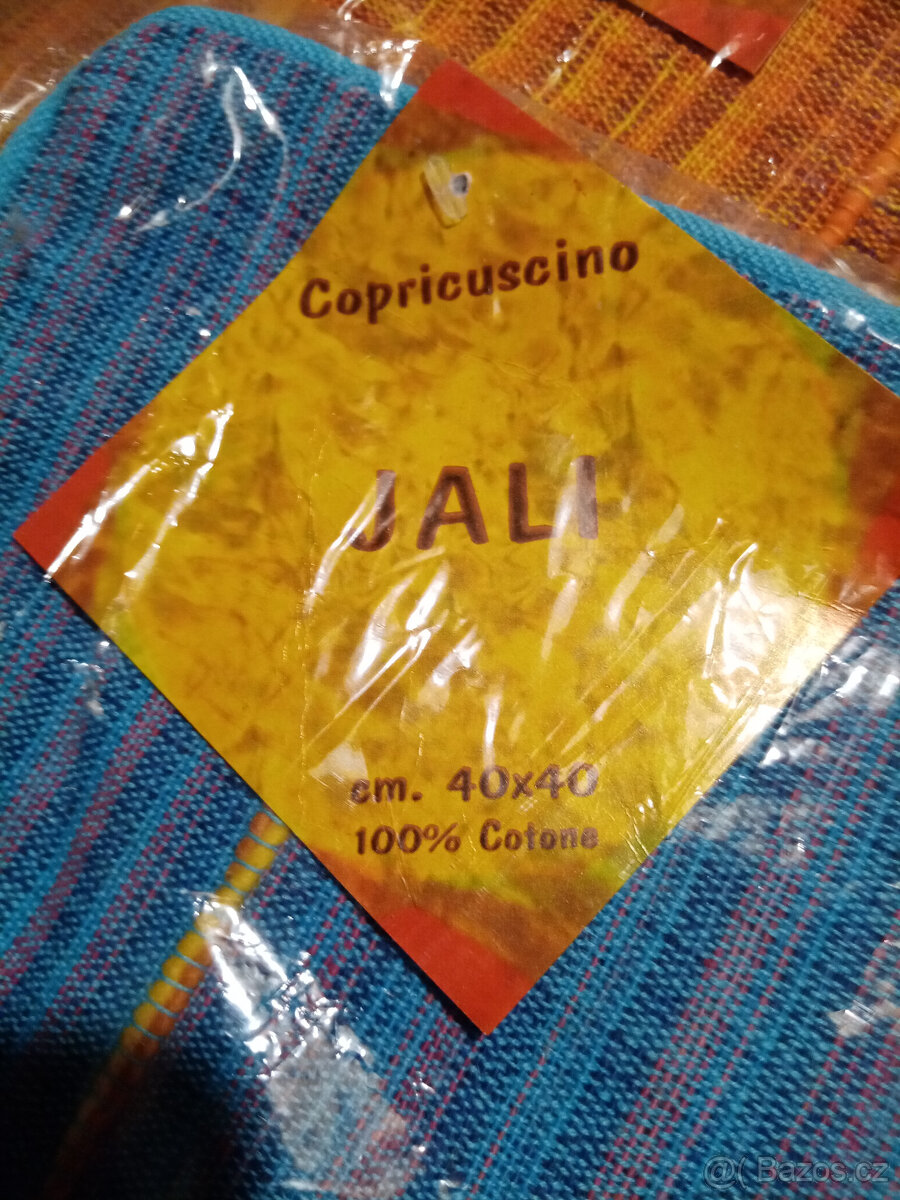 Copricuscino
JALI
cm. 40x40
100% Cotone
@( Bazos.cz